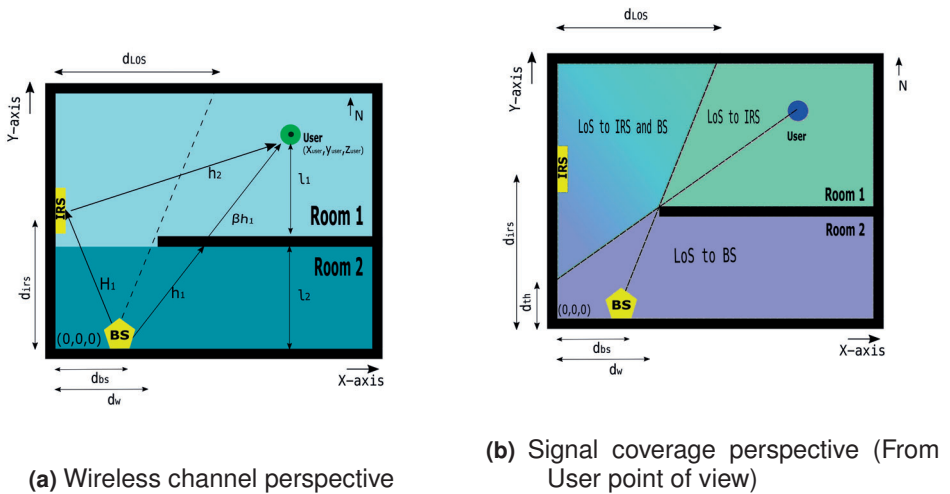 dLOS
Y-axis
N
User
(xuser,yuser,zuser)
IRS
h2
l1
βh1
Room 1
Room 2
dirs
H1
h1
l2
(0,0,0)
BS
X-axis
dbs
dw
(a) Wireless channel perspective
dLOS
Y-axis
N
LoS to IRS and BS
LoS to IRS
User
IRS
Room 1
Room 2
dirs
LoS to BS
dth
(0,0,0)
BS
X-axis
dbs
dw
(b) Signal coverage perspective (From
User point of view)